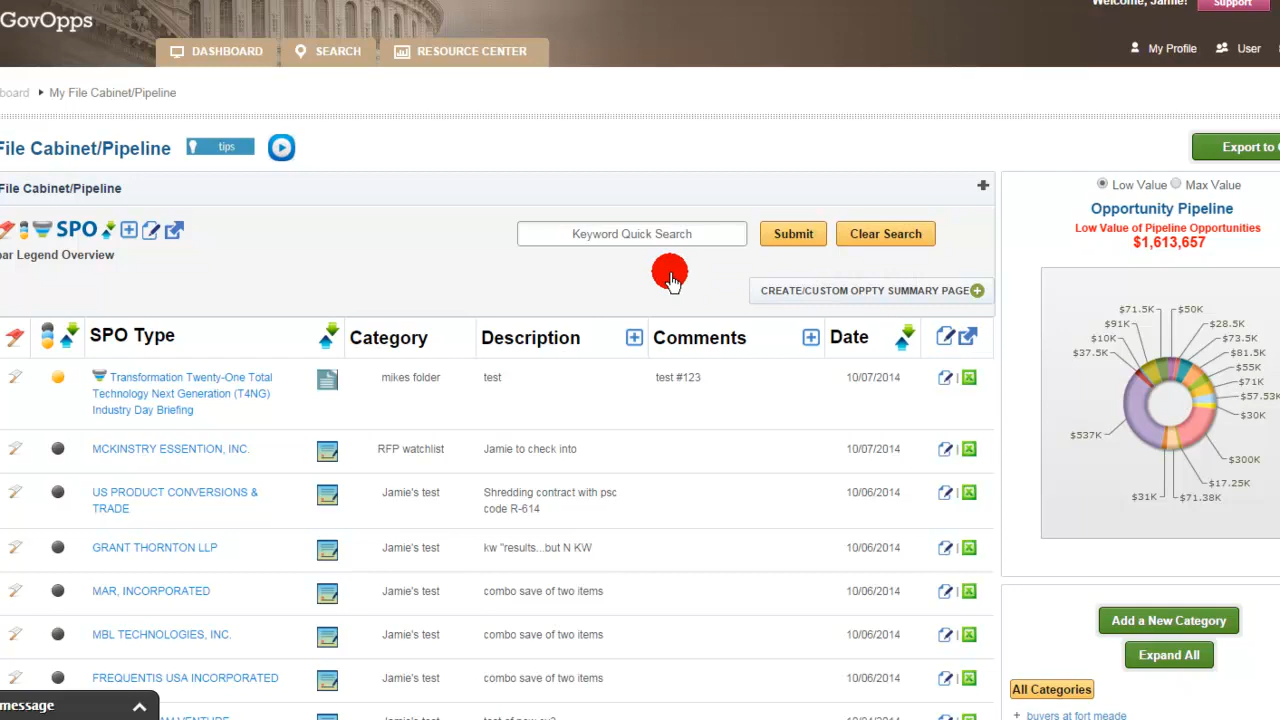 Welcome, Jamie!
Support
GovOpps
DASHBOARD
SEARCH
RESOURCE CENTER
My Profile
User
board
My File Cabinet/Pipeline
File Cabinet/Pipeline
tips
Export to
File Cabinet/Pipeline
SPO
Keyword Quick Search
Submit
Clear Search
Legend Overview
CREATE/CUSTOM OPPTY SUMMARY PAGE
SPO Type
Category
Description
Comments
Date
Transformation Twenty-One Total
Technology Next Generation (T4NG)
Industry Day Briefing
mikes folder
test
test #123
10/07/2014
MCKINSTRY ESSENTION, INC.
RFP watchlist
Jamie to check into
10/07/2014
US PRODUCT CONVERSIONS &
TRADE
Jamie's test
Shredding contract with psc
code R-614
10/06/2014
GRANT THORNTON LLP
Jamie's test
kw "results...but N KW
10/06/2014
MAR, INCORPORATED
Jamie's test
combo save of two items
10/06/2014
MBL TECHNOLOGIES, INC.
Jamie's test
combo save of two items
10/06/2014
FREQUENTIS USA INCORPORATED
Jamie's test
combo save of two items
10/06/2014
message
Low Value
Max Value
Opportunity Pipeline
Low Value of Pipeline Opportunities
$1,613,657
$71.5K
$50K
$91K
$28.5K
$10K
$73.5K
$37.5K
$81.5K
$55K
$71K
$57.53K
$30K
$537K
$300K
$17.25K
$31K
$71.38K
Add a New Category
Expand All
All Categories
+ buyers at fort meade